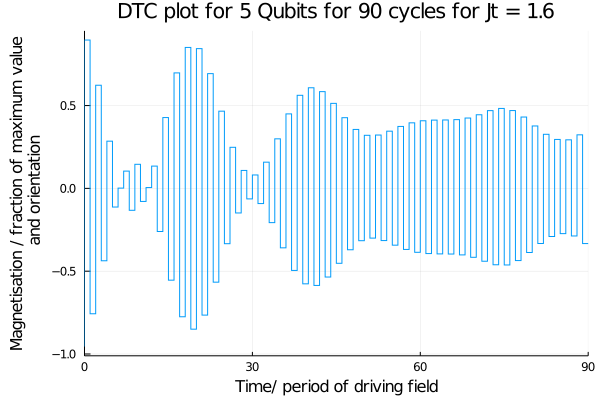 DTC plot for 5 Qubits for 90 cycles for Jt = 1.6
Magnetisation / fraction of maximum value
and orientation
0.5
0.0
−0.5
−1.0
0 30 60 90
Time/ period of driving field